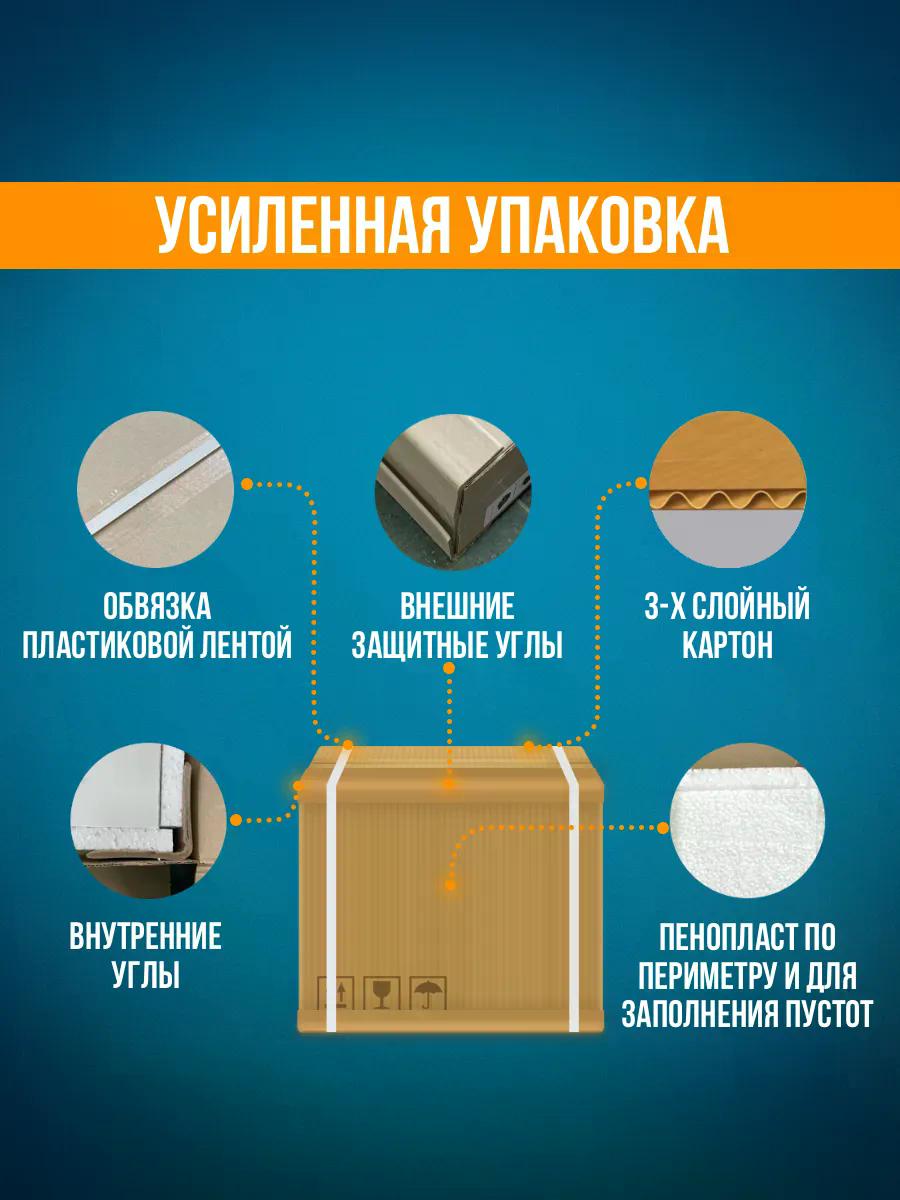 УСИЛЕННАЯ УПАКОВКА
ОБВЯЗКА
ПЛАСТИКОВОЙ ЛЕНТОЙ
ВНЕШНИЕ
ЗАЩИТНЫЕ УГЛЫ
3-Х СЛОЙНЫЙ
КАРТОН
ВНУТРЕННИЕ
УГЛЫ
ПЕНОПЛАСТ ПО
ПЕРИМЕТРУ И ДЛЯ
ЗАПОЛНЕНИЯ ПУСТОТ